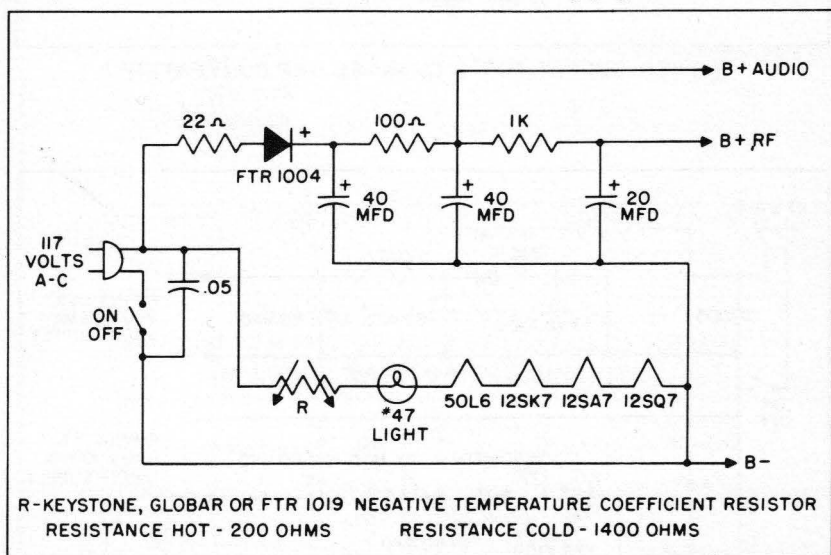 B+ AUDIO
22Ω
100Ω
1K
B+ RF
+
FTR 1004
+
40
MFD
+
40
MFD
+
20
MFD
117
VOLTS
A-C
.05
ON
OFF
R
#47
LIGHT
50L6
12SK7
12SA7
12SQ7
B-
R-KEYSTONE, GLOBAR OR FTR 1019 NEGATIVE TEMPERATURE COEFFICIENT RESISTOR
RESISTANCE HOT - 200 OHMS RESISTANCE COLD - 1400 OHMS